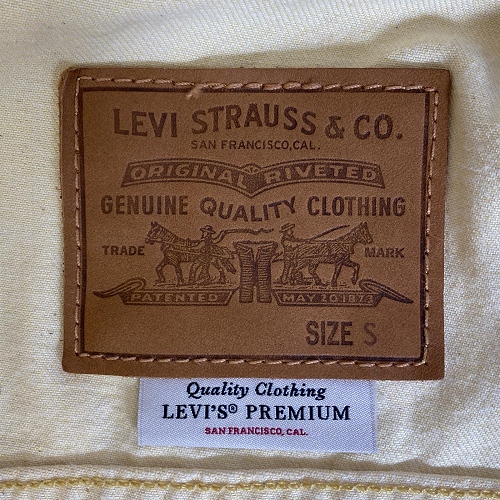 LEVI STRAUSS & CO.
SAN FRANCISCO, CAL.
ORIGINAL RIVETED
GENUINE QUALITY CLOTHING
TRADE MARK
PATENTED MAY 20 1873
SIZE S
Quality Clothing
LEVI'S® PREMIUM
SAN FRANCISCO, CAL.